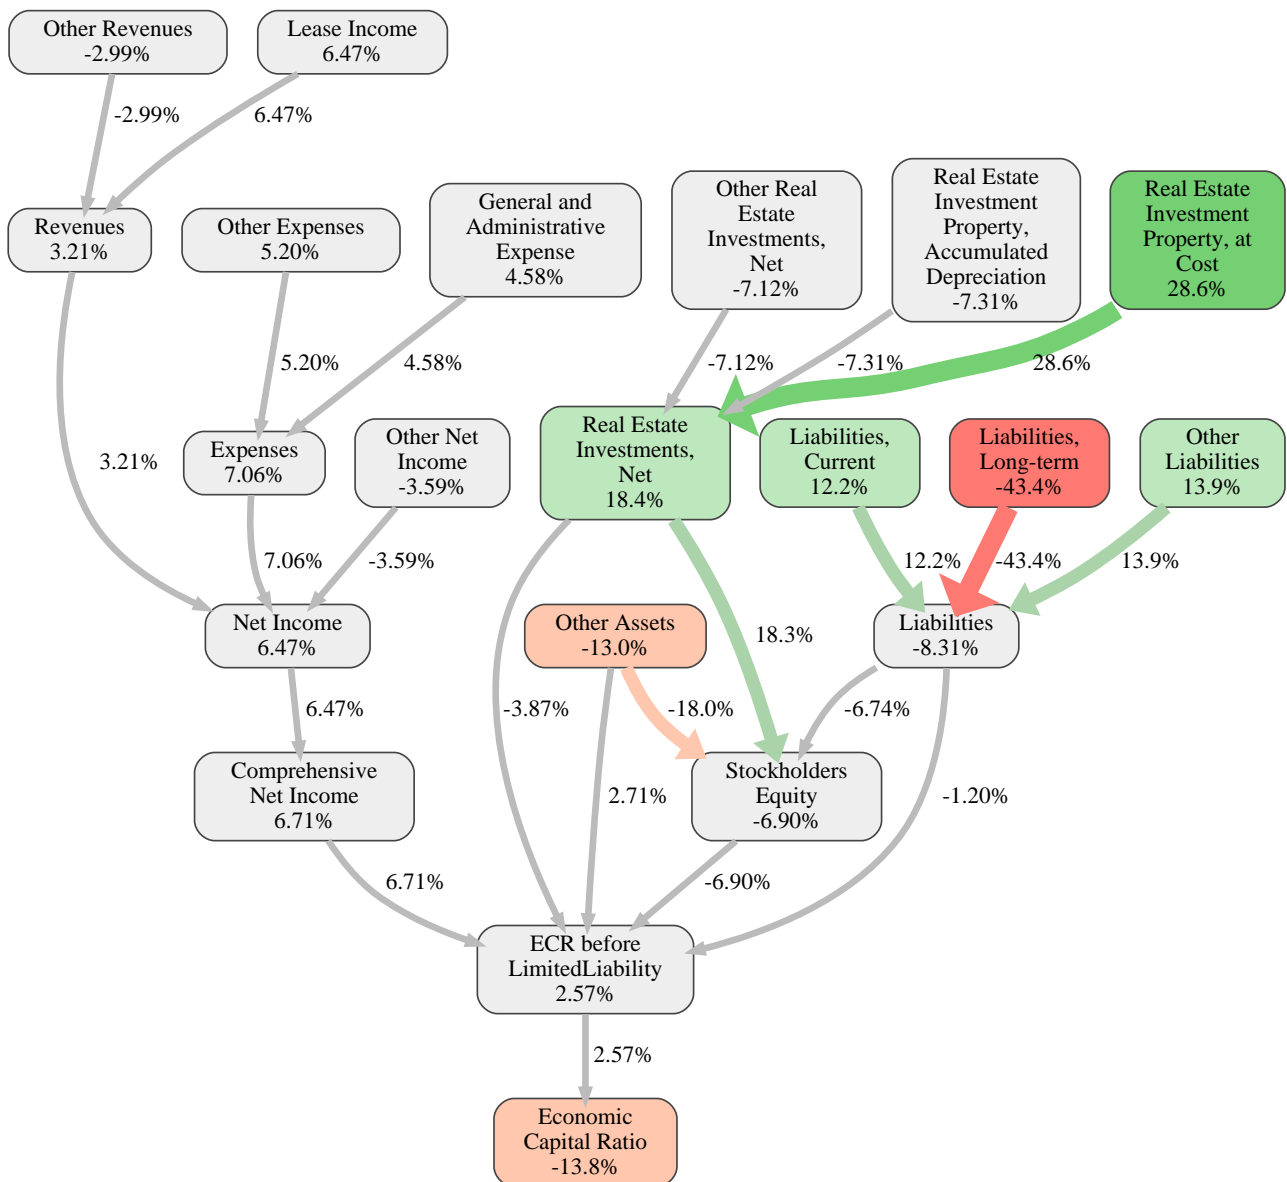 Other Revenues
-2.99%
Lease Income
6.47%
-2.99%
6.47%
Revenues
3.21%
Other Expenses
5.20%
General and
Administrative
Expense
4.58%
Other Real
Estate
Investments,
Net
-7.12%
Real Estate
Investment
Property,
Accumulated
Depreciation
-7.31%
Real Estate
Investment
Property, at
Cost
28.6%
5.20%
4.58%
-7.12%
-7.31%
28.6%
3.21%
Expenses
7.06%
Other Net
Income
-3.59%
Real Estate
Investments,
Net
18.4%
Liabilities,
Current
12.2%
Liabilities,
Long-term
-43.4%
Other
Liabilities
13.9%
7.06%
-3.59%
12.2%
-43.4%
13.9%
Net Income
6.47%
Other Assets
-13.0%
18.3%
Liabilities
-8.31%
6.47%
-3.87%
-18.0%
-6.74%
Comprehensive
Net Income
6.71%
2.71%
Stockholders
Equity
-6.90%
-1.20%
6.71%
-6.90%
ECR before
LimitedLiability
2.57%
2.57%
Economic
Capital Ratio
-13.8%